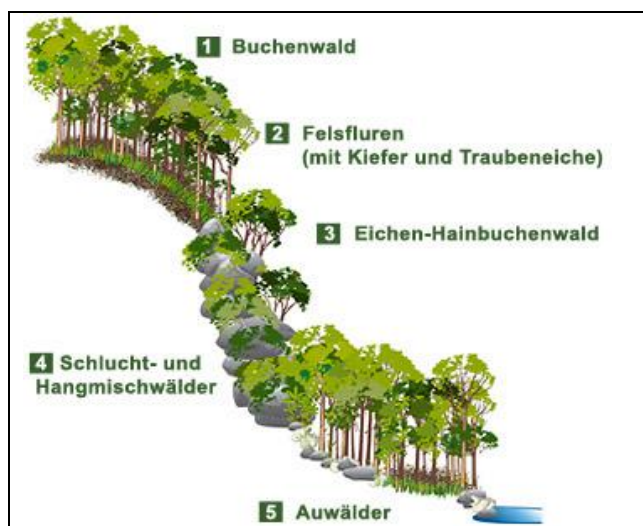 1 Buchenwald
2 Felsfluren
(mit Kiefer und Traubeneiche)
3 Eichen-Hainbuchenwald
4 Schlucht- und
Hangmischwälder
5 Auwälder